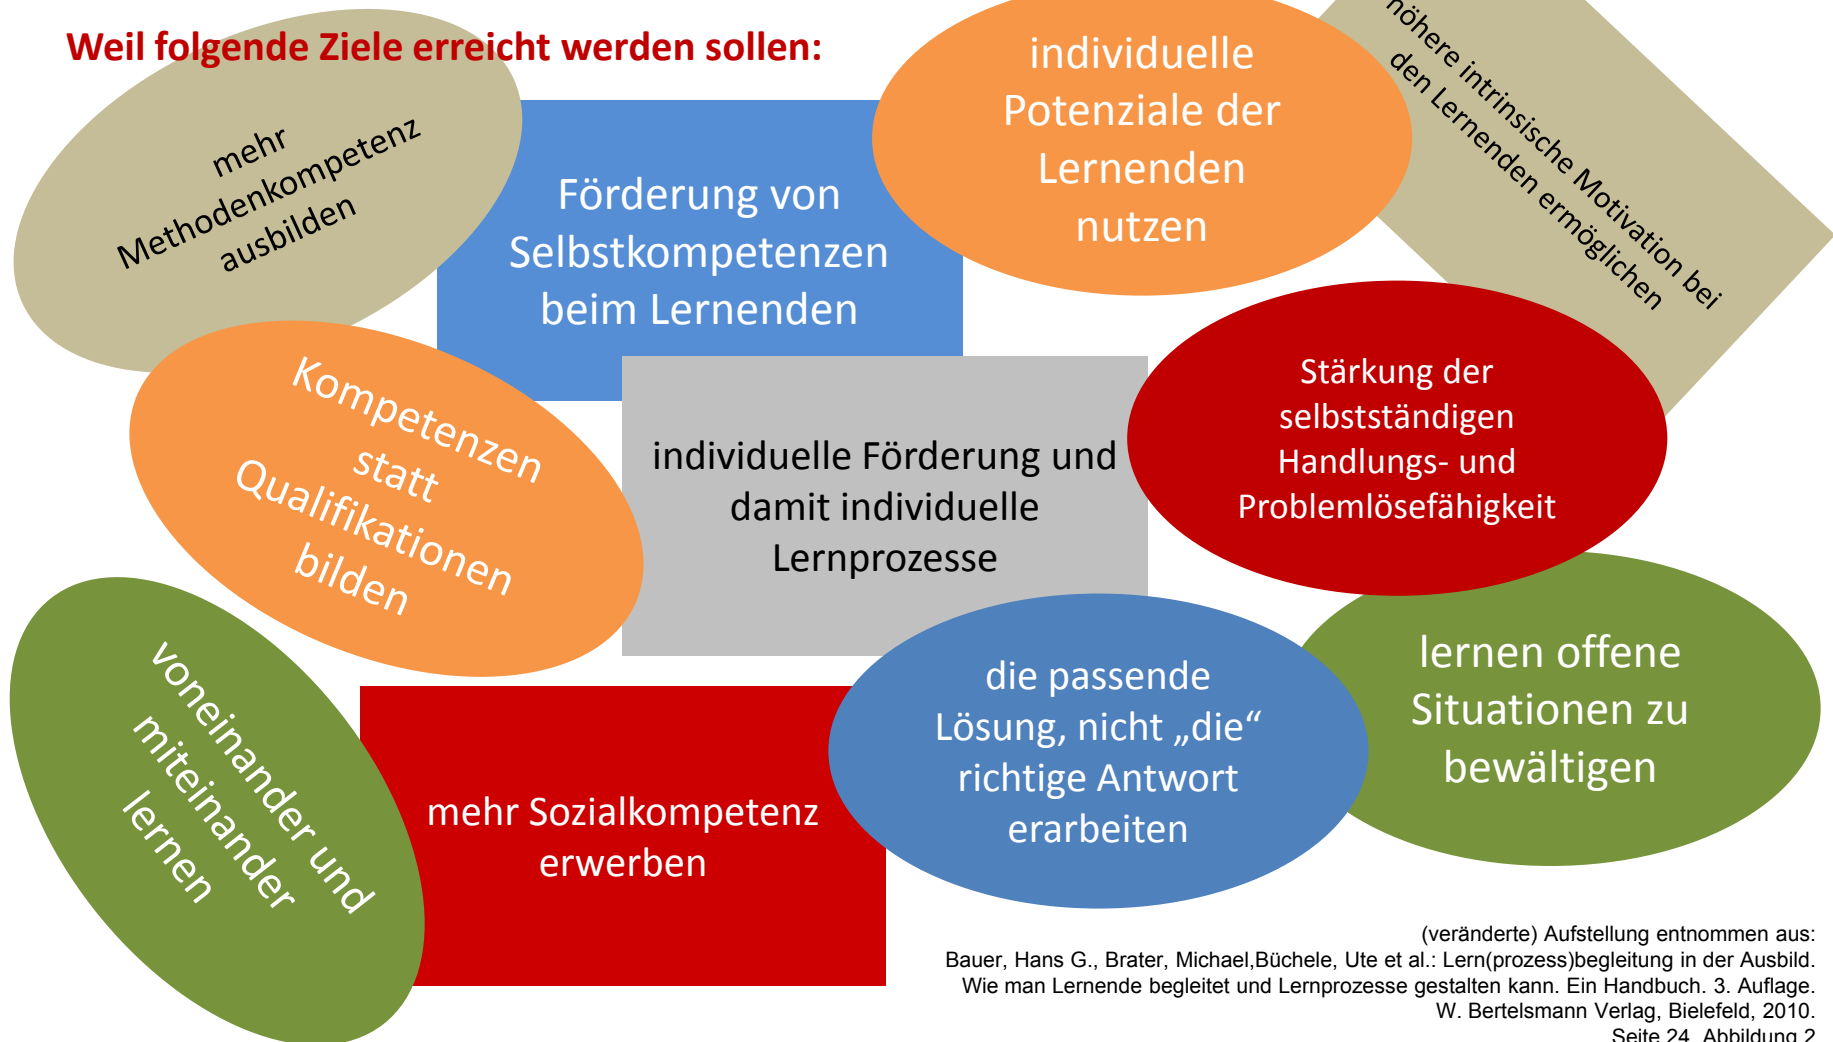 Weil folgende Ziele erreicht werden sollen:
mehr
Methodenkompetenz
ausbilden
Förderung von
Selbstkompetenzen
beim Lernenden
individuelle
Potenziale der
Lernenden
nutzen
höhere intrinsische Motivation bei
den Lernenden ermöglichen
Kompetenzen
statt
Qualifikationen
bilden
individuelle Förderung und
damit individuelle
Lernprozesse
Stärkung der
selbstständigen
Handlungs- und
Problemlösefähigkeit
voneinander und
miteinander
lernen
mehr Sozialkompetenz
erwerben
die passende
Lösung, nicht „die“
richtige Antwort
erarbeiten
lernen offene
Situationen zu
bewältigen
(veränderte) Aufstellung entnommen aus:
Bauer, Hans G., Brater, Michael,Büchele, Ute et al.: Lern(prozess)begleitung in der Ausbild.
Wie man Lernende begleitet und Lernprozesse gestalten kann. Ein Handbuch. 3. Auflage.
W. Bertelsmann Verlag, Bielefeld, 2010.
Seite 24, Abbildung 2